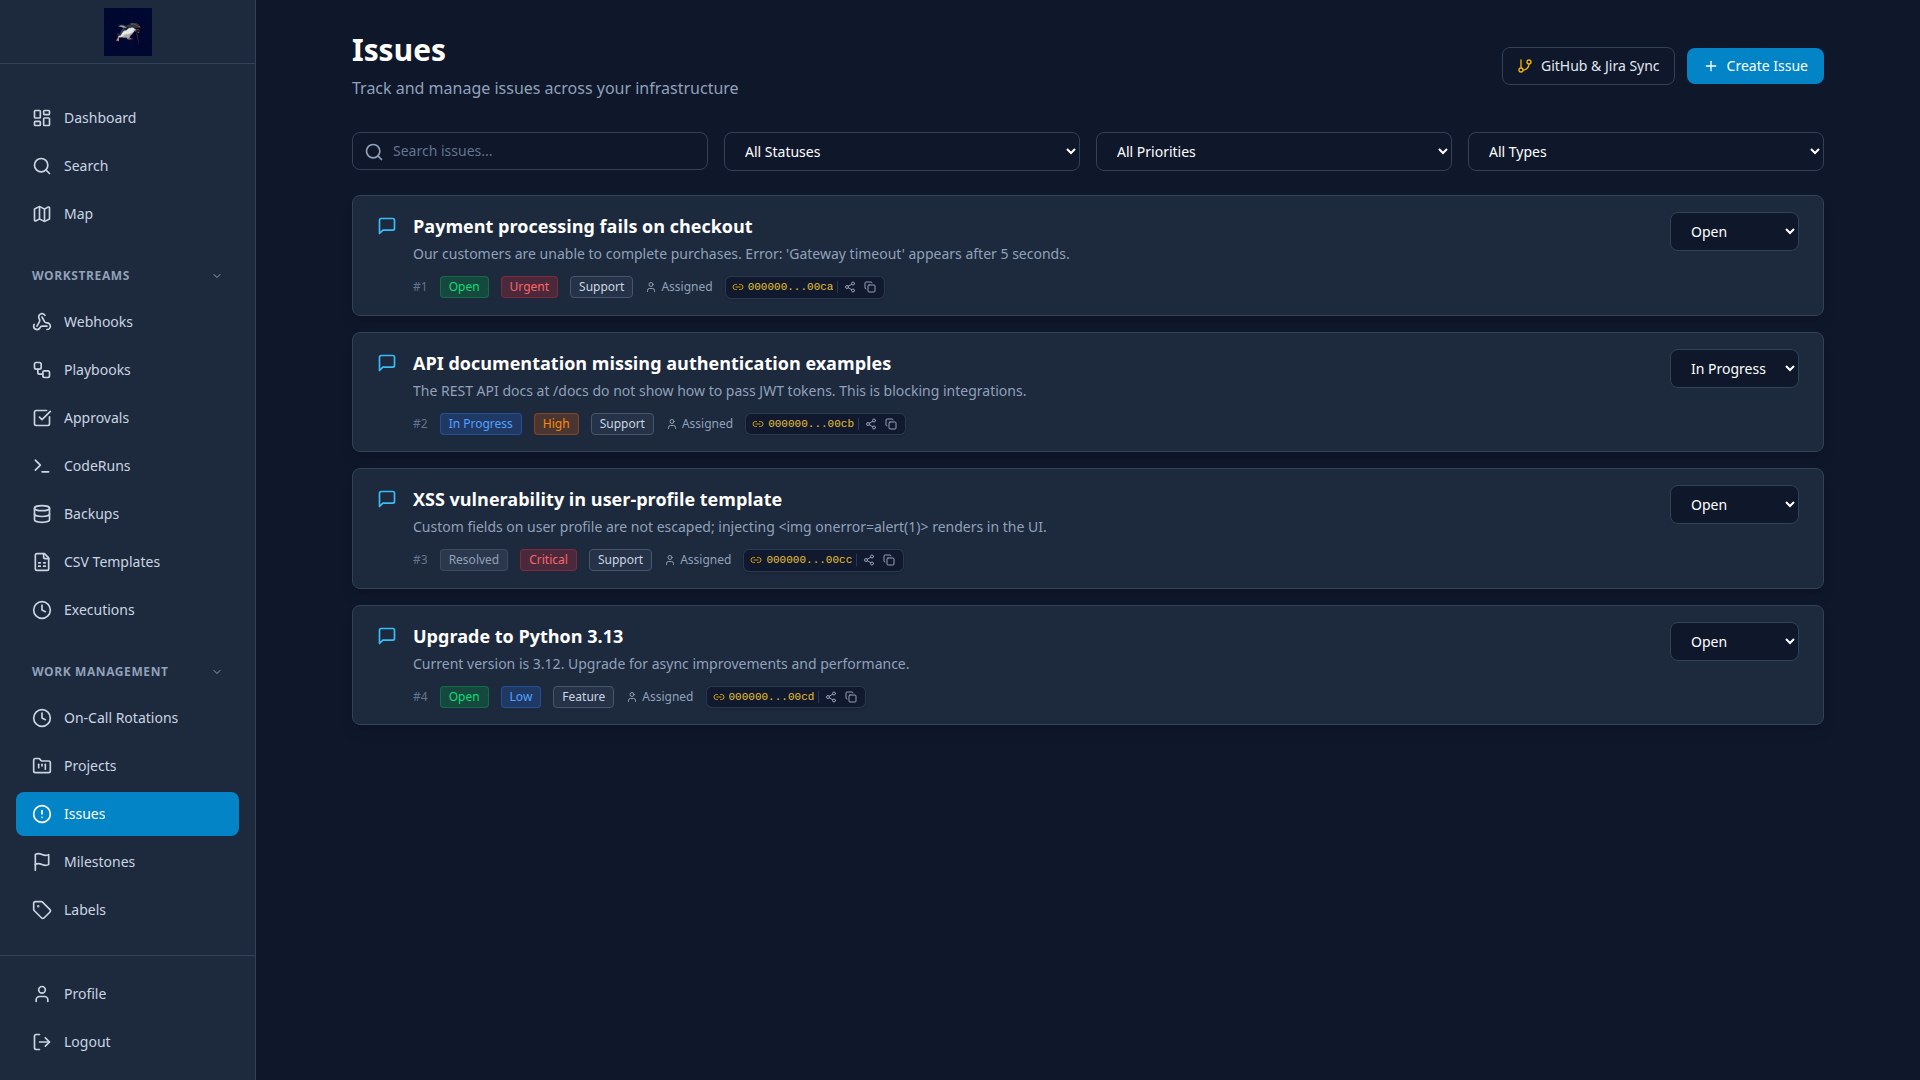 Dashboard
Search
Map
WORKSTREAMS
Webhooks
Playbooks
Approvals
CodeRuns
Backups
CSV Templates
Executions
WORK MANAGEMENT
On-Call Rotations
Projects
Issues
Milestones
Labels
Profile
Logout
Issues
Track and manage issues across your infrastructure
GitHub & Jira Sync
Create Issue
Search issues...
All Statuses
All Priorities
All Types
Payment processing fails on checkout
Open
Our customers are unable to complete purchases. Error: 'Gateway timeout' appears after 5 seconds.
#1 Open Urgent Support Assigned 000000...00ca
API documentation missing authentication examples
In Progress
The REST API docs at /docs do not show how to pass JWT tokens. This is blocking integrations.
#2 In Progress High Support Assigned 000000...00cb
XSS vulnerability in user-profile template
Open
Custom fields on user profile are not escaped; injecting <img onerror=alert(1)> renders in the UI.
#3 Resolved Critical Support Assigned 000000...00cc
Upgrade to Python 3.13
Open
Current version is 3.12. Upgrade for async improvements and performance.
#4 Open Low Feature Assigned 000000...00cd